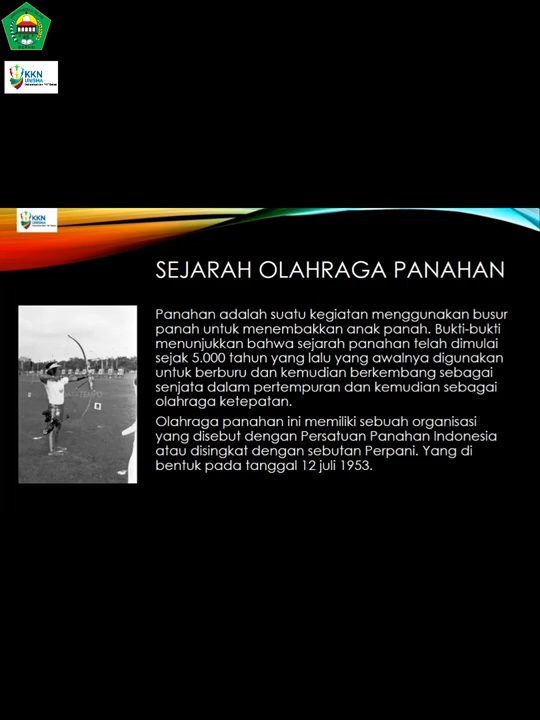 KKN
UNISMA
KKN
UNISMA
SEJARAH OLAHRAGA PANAHAN
Panahan adalah suatu kegiatan menggunakan busur
panah untuk menembakkan anak panah. Bukti-bukti
menunjukkan bahwa sejarah panahan telah dimulai
sejak 5.000 tahun yang lalu yang awalnya digunakan
untuk berburu dan kemudian berkembang sebagai
senjata dalam pertempuran dan kemudian sebagai
olahraga ketepatan.
Olahraga panahan ini memiliki sebuah organisasi
yang disebut dengan Persatuan Panahan Indonesia
atau disingkat dengan sebutan Perpani. Yang di
bentuk pada tanggal 12 juli 1953.